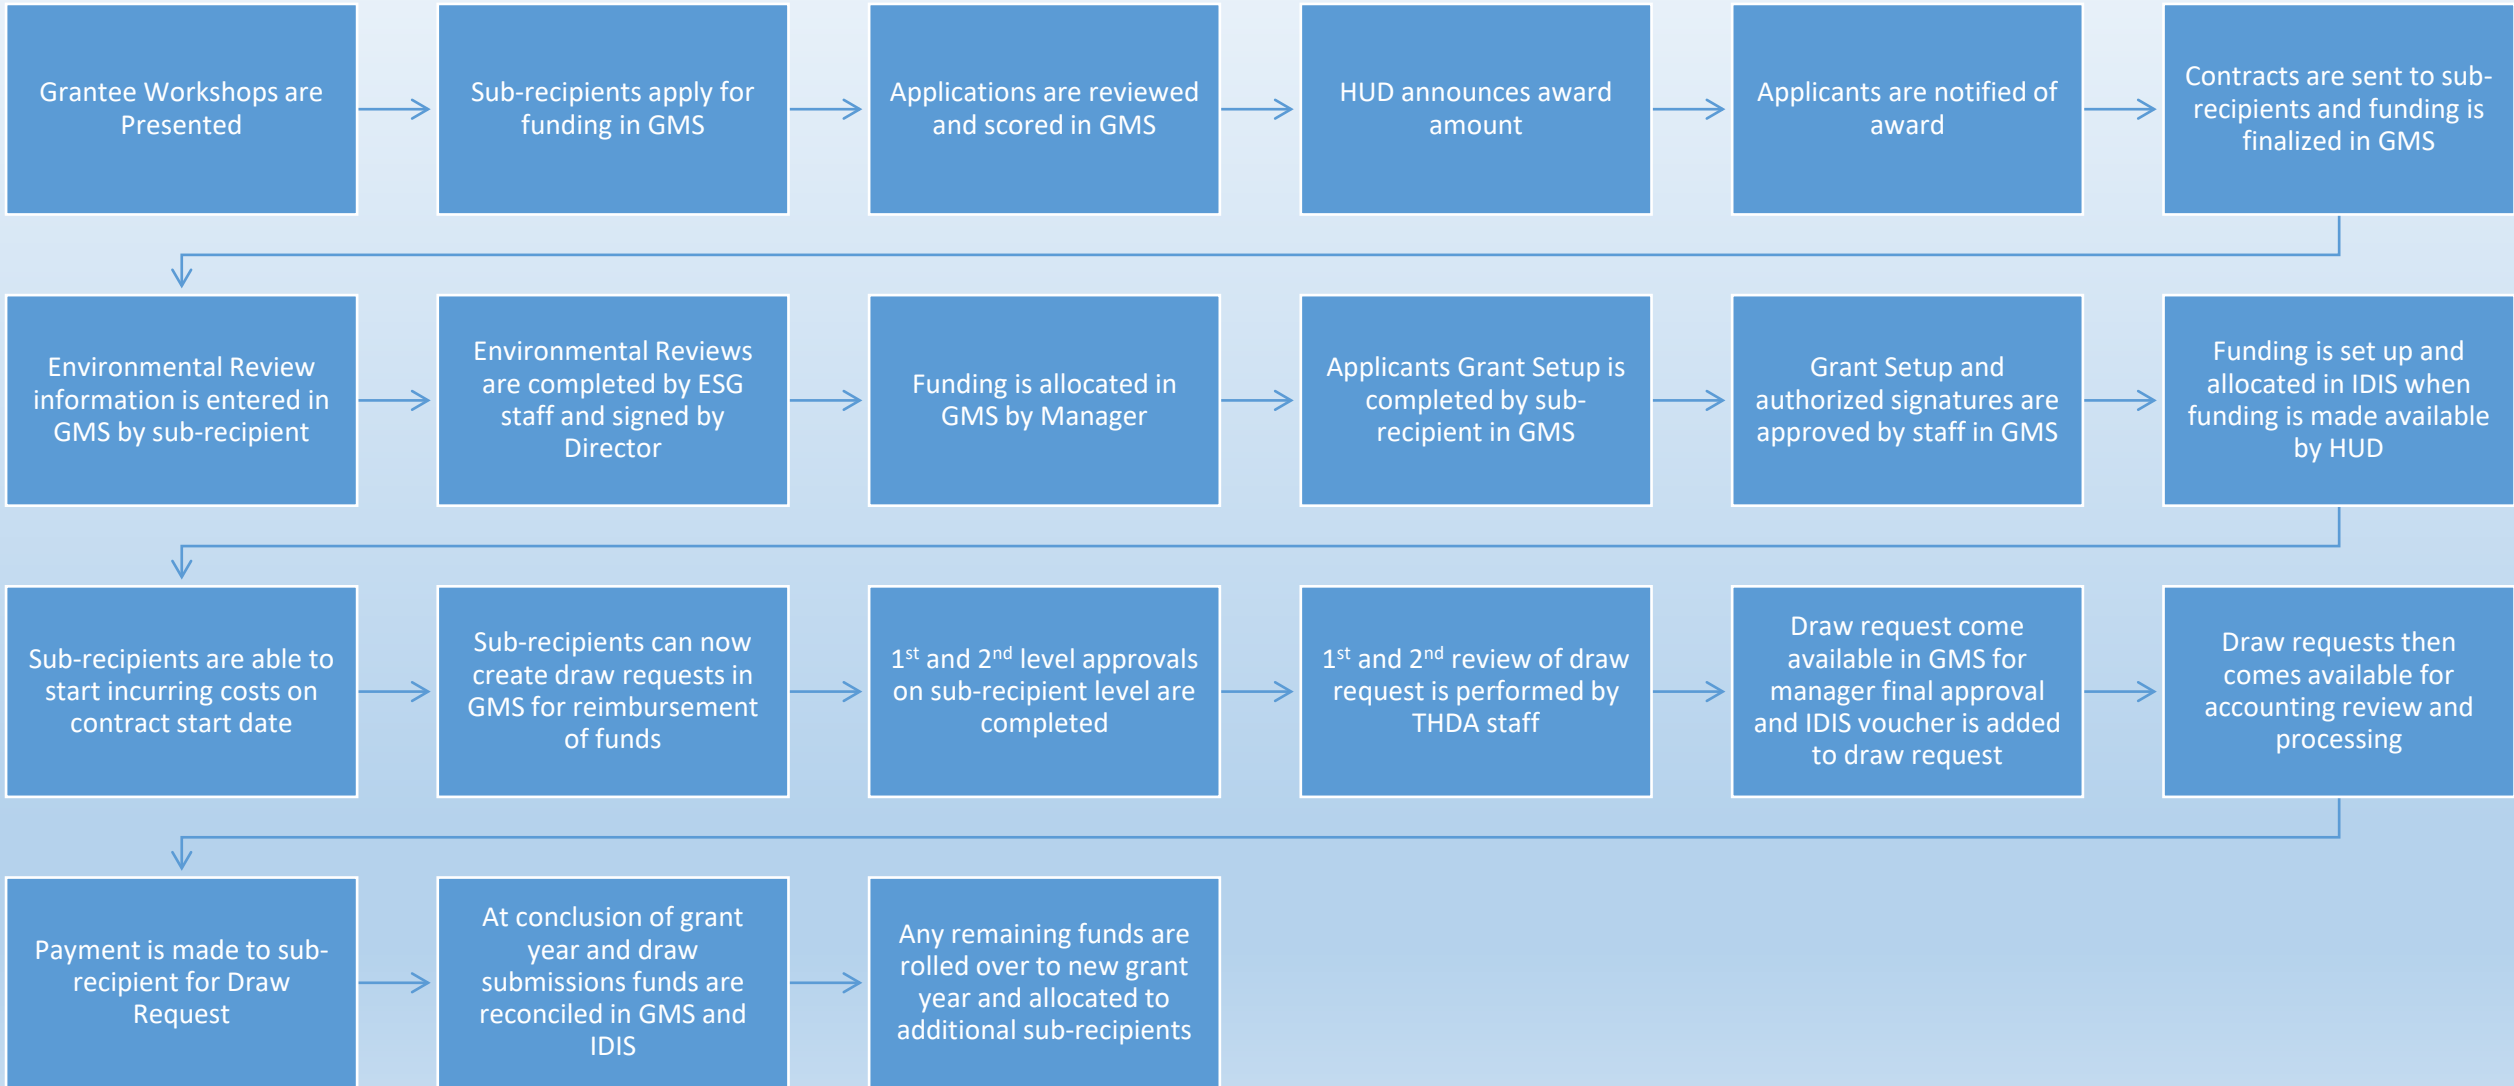 Grantee Workshops are
Presented
Sub-recipients apply for
funding in GMS
Applications are reviewed
and scored in GMS
HUD announces award
amount
Applicants are notified of
award
Contracts are sent to sub-
recipients and funding is
finalized in GMS
Environmental Review
information is entered in
GMS by sub-recipient
Environmental Reviews
are completed by ESG
staff and signed by
Director
Funding is allocated in
GMS by Manager
Applicants Grant Setup is
completed by sub-
recipient in GMS
Grant Setup and
authorized signatures are
approved by staff in GMS
Funding is set up and
allocated in IDIS when
funding is made available
by HUD
Sub-recipients are able to
start incurring costs on
contract start date
Sub-recipients can now
create draw requests in
GMS for reimbursement
of funds
1st and 2nd level approvals
on sub-recipient level are
completed
1st and 2nd review of draw
request is performed by
THDA staff
Draw request come
available in GMS for
manager final approval
and IDIS voucher is added
to draw request
Draw requests then
comes available for
accounting review and
processing
Payment is made to sub-
recipient for Draw
Request
At conclusion of grant
year and draw
submissions funds are
reconciled in GMS and
IDIS
Any remaining funds are
rolled over to new grant
year and allocated to
additional sub-recipients